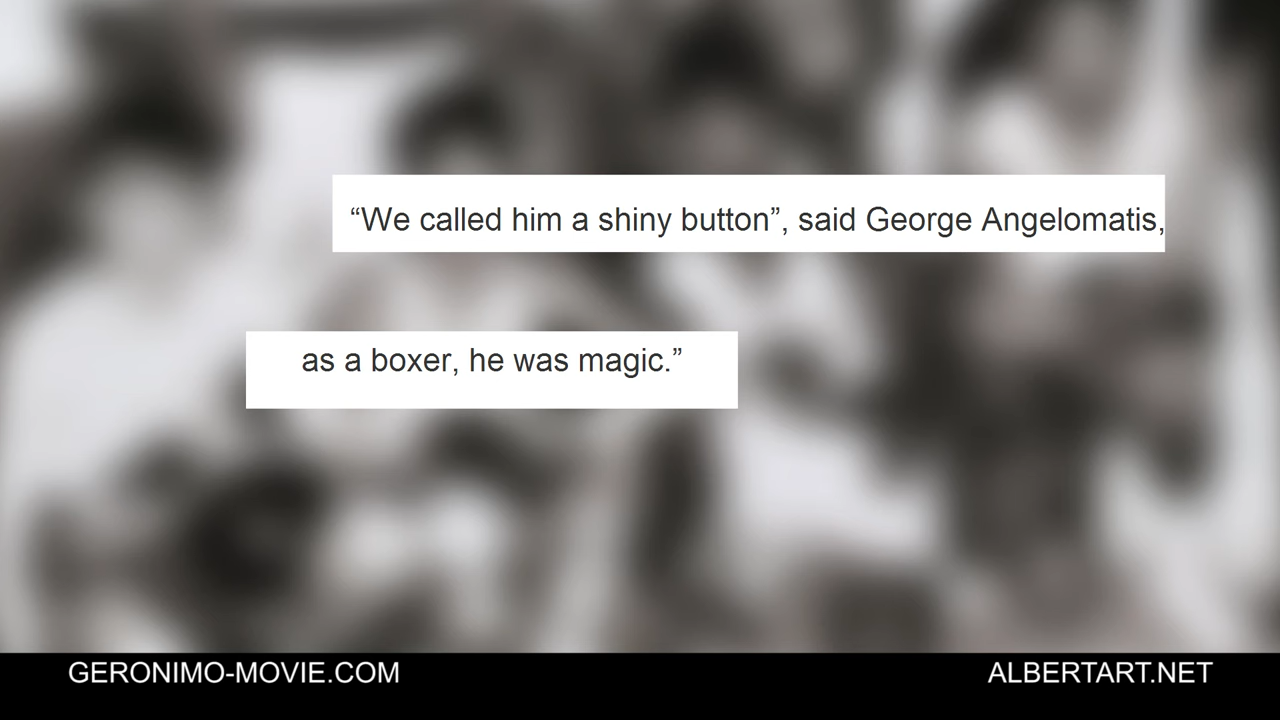 “We called him a shiny button”, said George Angelomatis,
as a boxer, he was magic.”
GERONIMO-MOVIE.COM
ALBERTART.NET